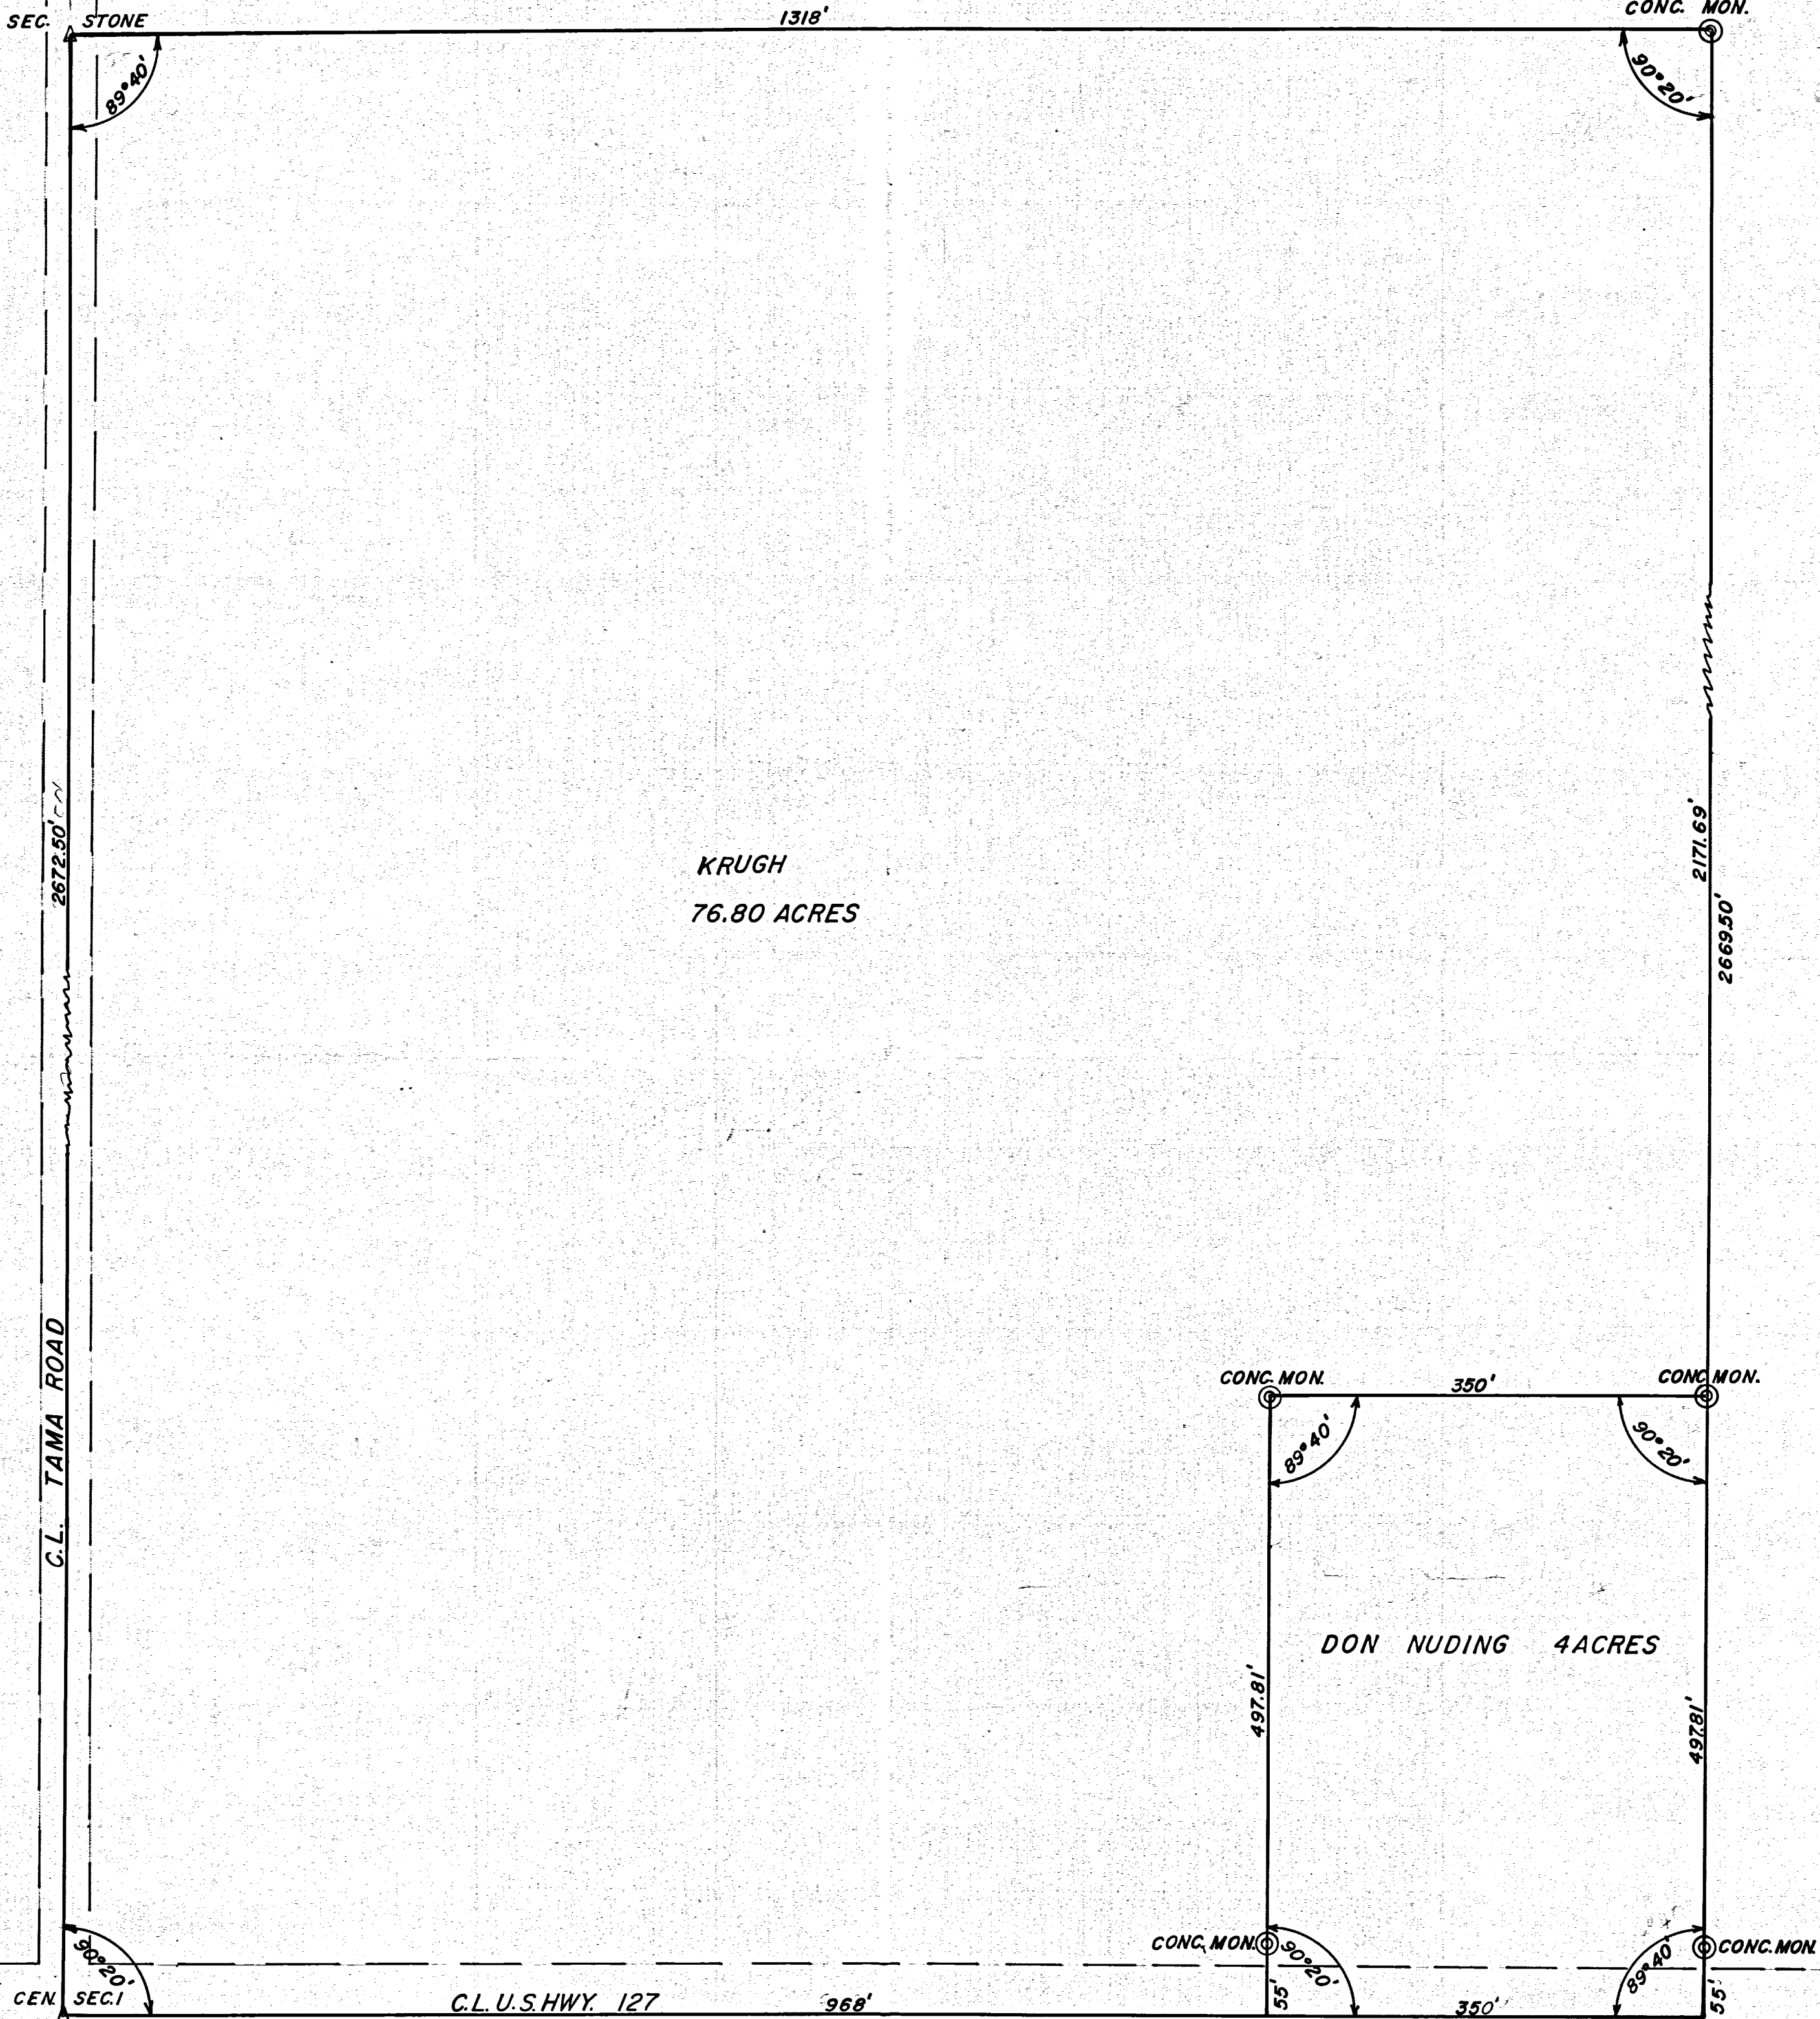 SEC. STONE
1318'
CONC. MON.
89°40'
90°20'
2672.50'
KRUGH
76.80 ACRES
2171.69'
2669.50'
C.L. TAMA ROAD
CONC. MON.
350'
CONC MON.
89°40'
90°20'
DON NUDING 4 ACRES
497.81'
497.81'
CONC. MON.
90°20'
89°40'
CONC. MON.
90°20'
CEN. SEC. 1
C.L. U.S. HWY. 127
968'
55'
350'
55'